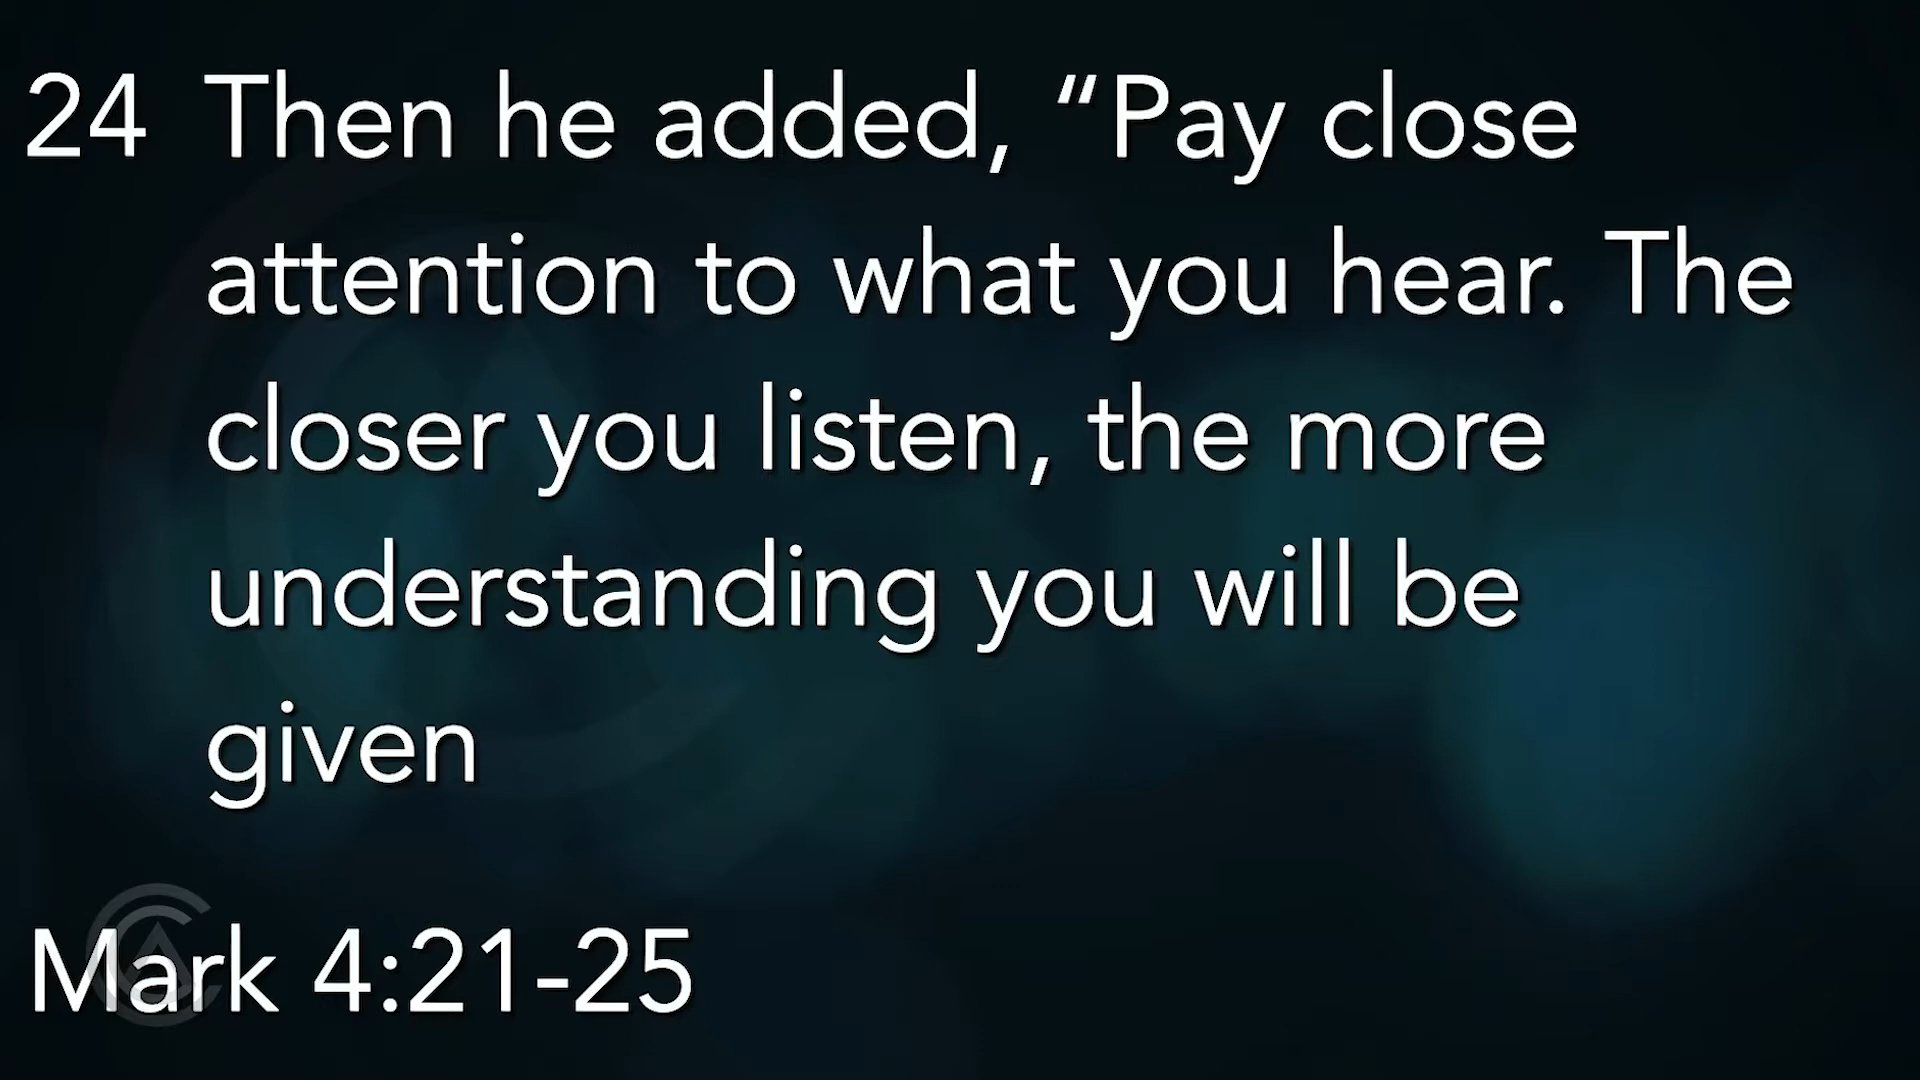 24 Then he added, “Pay close
attention to what you hear. The
closer you listen, the more
understanding you will be
given
Mark 4:21-25